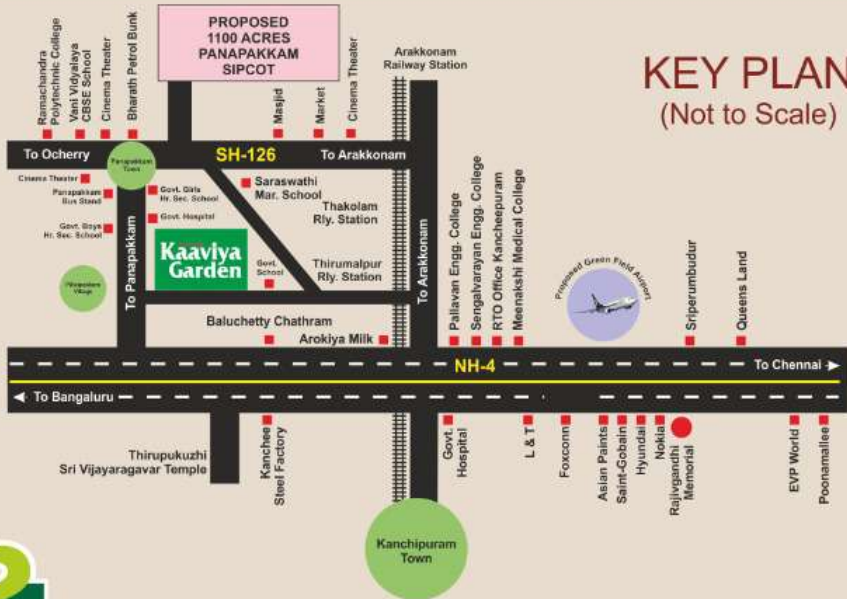 PROPOSED
1100 ACRES
PANAPAKKAM
SIPCOT
KEY PLAN
(Not to Scale)
Ramachandra
Polytechnic College
Vani Vidyalaya
CBSE School
Cinema Theater
Bharath Petrol Bunk
Masjid
Market
Cinema Theater
Arakkonam
Railway Station
To Ocherry
Panapakkam
Town
SH-126
To Arakkonam
Cinema Theater
Panapakkam
Bus Stand
Govt. Boys
Hr. Sec. School
Govt. Girls
Hr. Sec. School
Govt. Hospital
Saraswathi
Mar. School
Thakolam
Rly. Station
Thirumalpur
Rly. Station
Kaaviya
Garden
Govt.
School
Village
To Panapakkam
To Arakkonam
Baluchetty Chathram
Arokiya Milk
Pallavan Engg. College
Sengalvarayan Engg. College
RTO Office Kancheepuram
Meenakshi Medical College
Proposed Green Field Airport
Sriperumbudur
Queens Land
NH-4
To Chennai
To Bangaluru
Thirupukuzhi
Sri Vijayaragavar Temple
Kanchee
Steel Factory
Govt.
Hospital
L & T
Foxconn
Asian Paints
Saint-Gobain
Hyundai
Nokia
Rajivgandhi
Memorial
EVP World
Poonamallee
Kanchipuram
Town